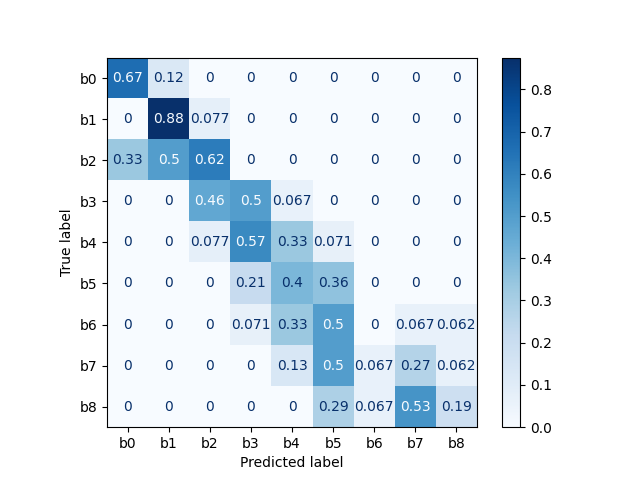 b0 0.67 0.12 0 0 0 0 0 0 0
b1 0 0.88 0.077 0 0 0 0 0 0
b2 0.33 0.5 0.62 0 0 0 0 0 0
b3 0 0 0.46 0.5 0.067 0 0 0 0
b4 0 0 0.077 0.57 0.33 0.071 0 0 0
b5 0 0 0 0.21 0.4 0.36 0 0 0
b6 0 0 0 0.071 0.33 0.5 0 0.067 0.062
b7 0 0 0 0 0.13 0.5 0.067 0.27 0.062
b8 0 0 0 0 0 0.29 0.067 0.53 0.19
b0 b1 b2 b3 b4 b5 b6 b7 b8
Predicted label
True label
0.8
0.7
0.6
0.5
0.4
0.3
0.2
0.1
0.0